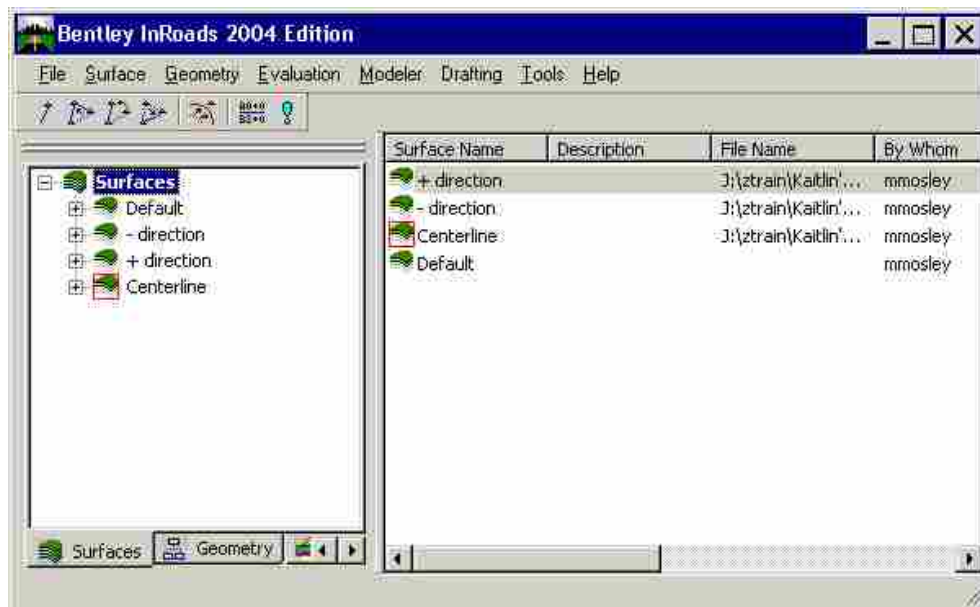 Bentley InRoads 2004 Edition
File Surface Geometry Evaluation Modeler Drafting Tools Help
Surfaces
Default
- direction
+ direction
Centerline
Surfaces Geometry
Surface Name Description File Name By Whom
+ direction J:\ztrain\Kaitlin'... mmosley
- direction J:\ztrain\Kaitlin'... mmosley
Centerline J:\ztrain\Kaitlin'... mmosley
Default mmosley